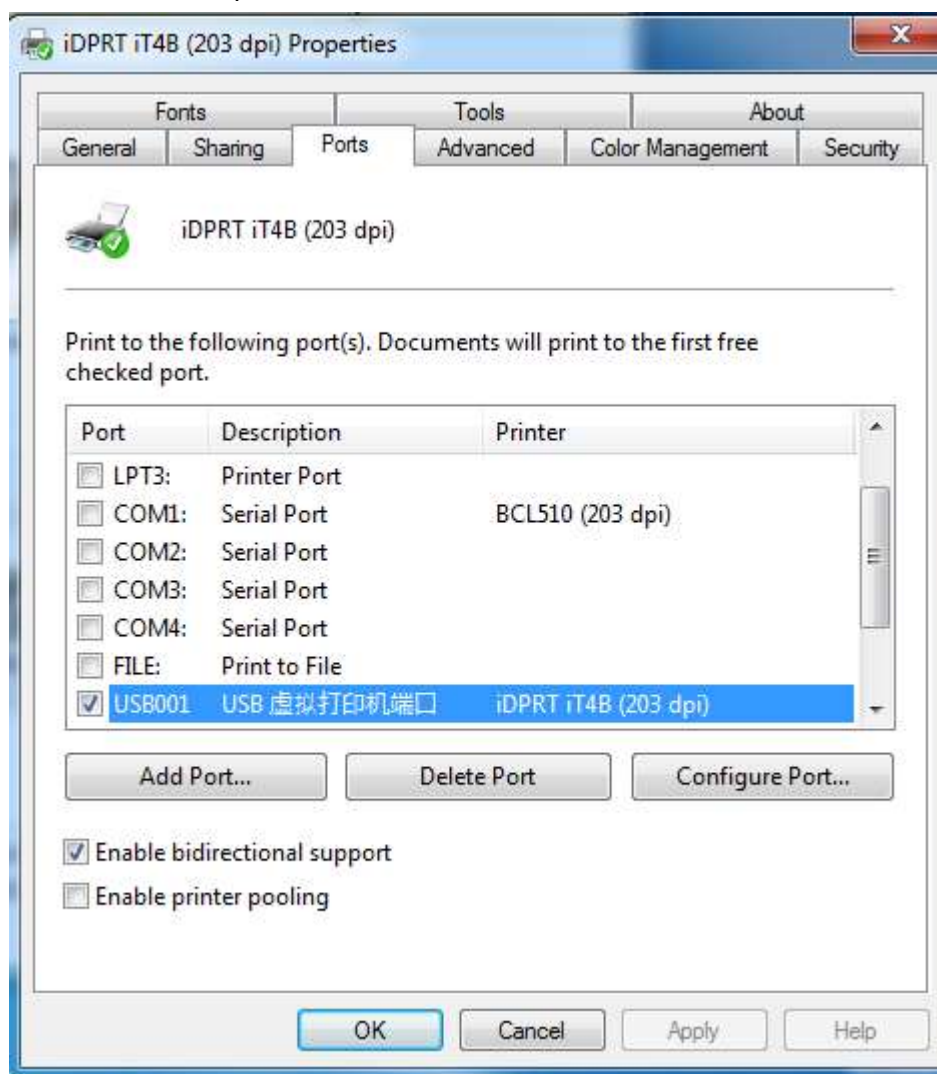 iDPRT iT4B (203 dpi) Properties
Fonts Tools About
General Sharing Ports Advanced Color Management Security
iDPRT iT4B (203 dpi)
Print to the following port(s). Documents will print to the first free
checked port.
Port Description Printer
LPT3: Printer Port
COM1: Serial Port BCL510 (203 dpi)
COM2: Serial Port
COM3: Serial Port
COM4: Serial Port
FILE: Print to File
USB001 USB 虚拟打印机端口 iDPRT iT4B (203 dpi)
Add Port... Delete Port Configure Port...
Enable bidirectional support
Enable printer pooling
OK Cancel Apply Help